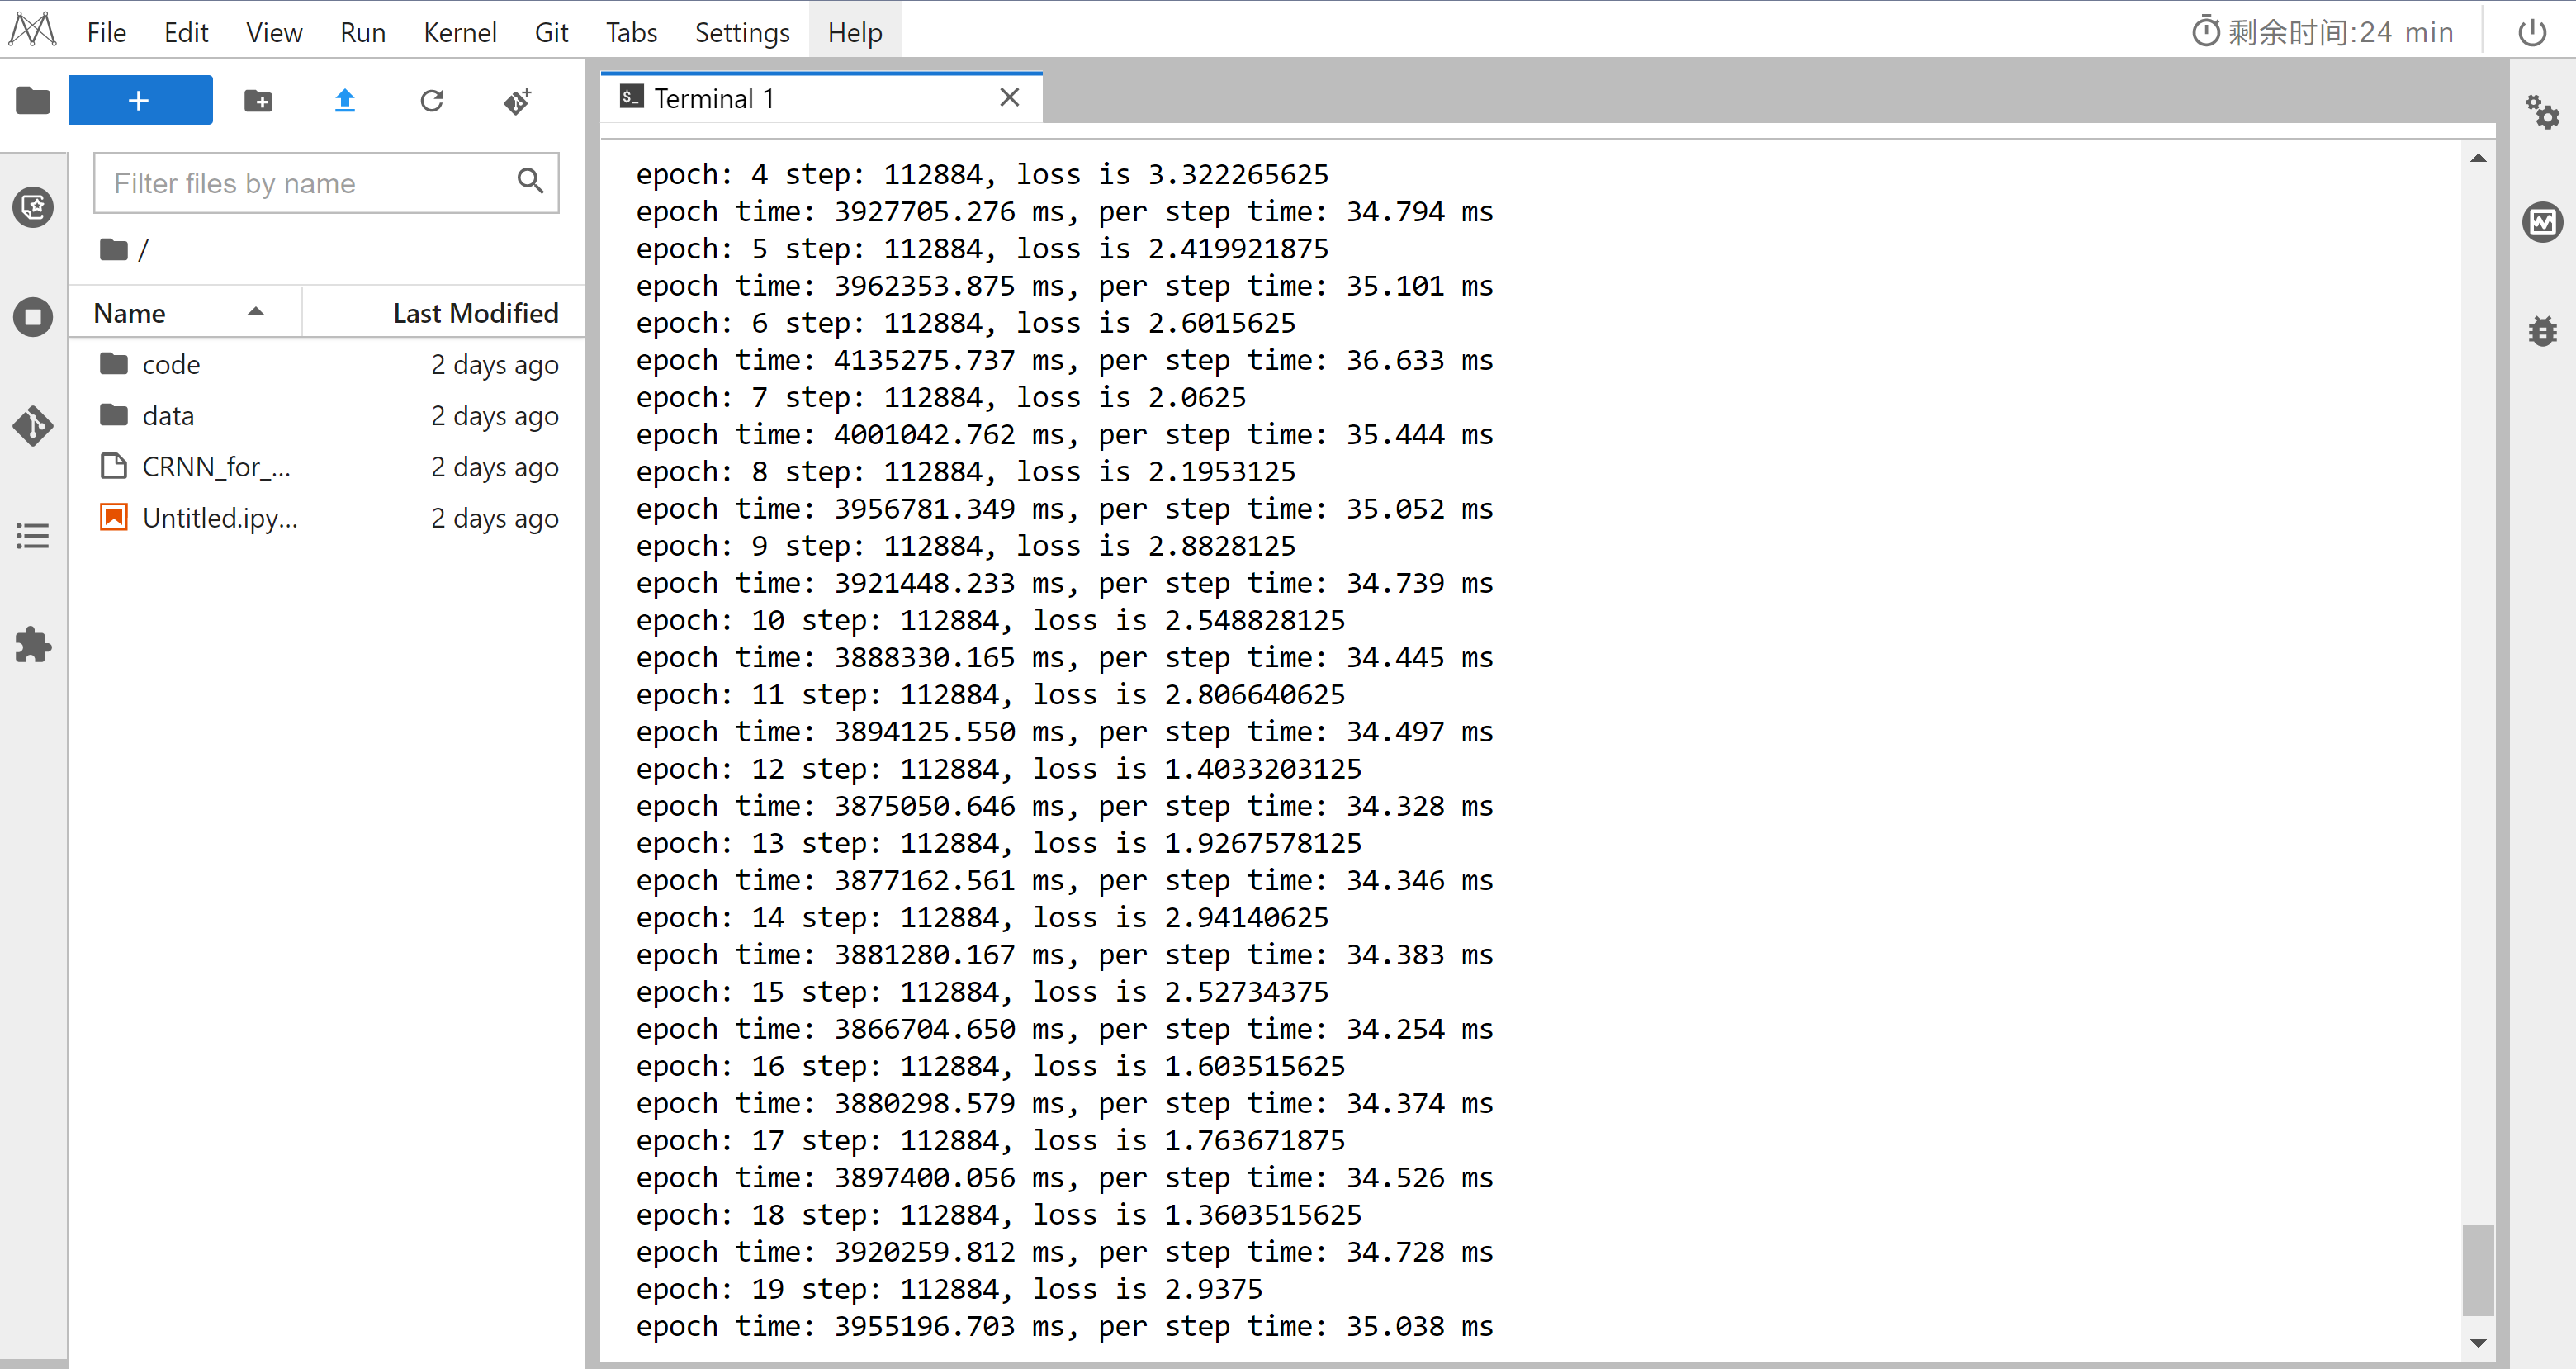 File Edit View Run Kernel Git Tabs Settings Help 剩余时间:24 min
Terminal 1
Filter files by name
/
Name Last Modified
code 2 days ago
data 2 days ago
CRNN_for_... 2 days ago
Untitled.ipy... 2 days ago
epoch: 4 step: 112884, loss is 3.322265625
epoch time: 3927705.276 ms, per step time: 34.794 ms
epoch: 5 step: 112884, loss is 2.419921875
epoch time: 3962353.875 ms, per step time: 35.101 ms
epoch: 6 step: 112884, loss is 2.6015625
epoch time: 4135275.737 ms, per step time: 36.633 ms
epoch: 7 step: 112884, loss is 2.0625
epoch time: 4001042.762 ms, per step time: 35.444 ms
epoch: 8 step: 112884, loss is 2.1953125
epoch time: 3956781.349 ms, per step time: 35.052 ms
epoch: 9 step: 112884, loss is 2.8828125
epoch time: 3921448.233 ms, per step time: 34.739 ms
epoch: 10 step: 112884, loss is 2.548828125
epoch time: 3888330.165 ms, per step time: 34.445 ms
epoch: 11 step: 112884, loss is 2.806640625
epoch time: 3894125.550 ms, per step time: 34.497 ms
epoch: 12 step: 112884, loss is 1.4033203125
epoch time: 3875050.646 ms, per step time: 34.328 ms
epoch: 13 step: 112884, loss is 1.9267578125
epoch time: 3877162.561 ms, per step time: 34.346 ms
epoch: 14 step: 112884, loss is 2.94140625
epoch time: 3881280.167 ms, per step time: 34.383 ms
epoch: 15 step: 112884, loss is 2.52734375
epoch time: 3866704.650 ms, per step time: 34.254 ms
epoch: 16 step: 112884, loss is 1.603515625
epoch time: 3880298.579 ms, per step time: 34.374 ms
epoch: 17 step: 112884, loss is 1.763671875
epoch time: 3897400.056 ms, per step time: 34.526 ms
epoch: 18 step: 112884, loss is 1.3603515625
epoch time: 3920259.812 ms, per step time: 34.728 ms
epoch: 19 step: 112884, loss is 2.9375
epoch time: 3955196.703 ms, per step time: 35.038 ms